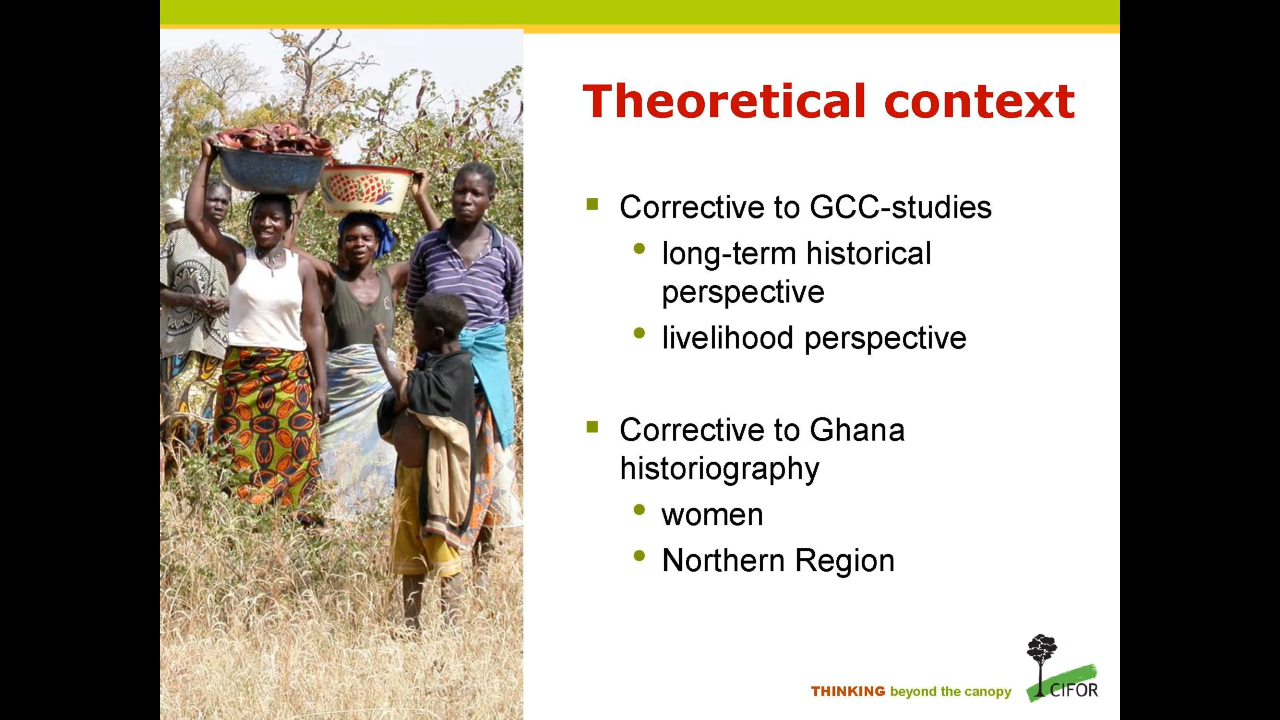 Theoretical context
▪ Corrective to GCC-studies
• long-term historical
perspective
• livelihood perspective
▪ Corrective to Ghana
historiography
• women
• Northern Region
THINKING beyond the canopy
CIFOR